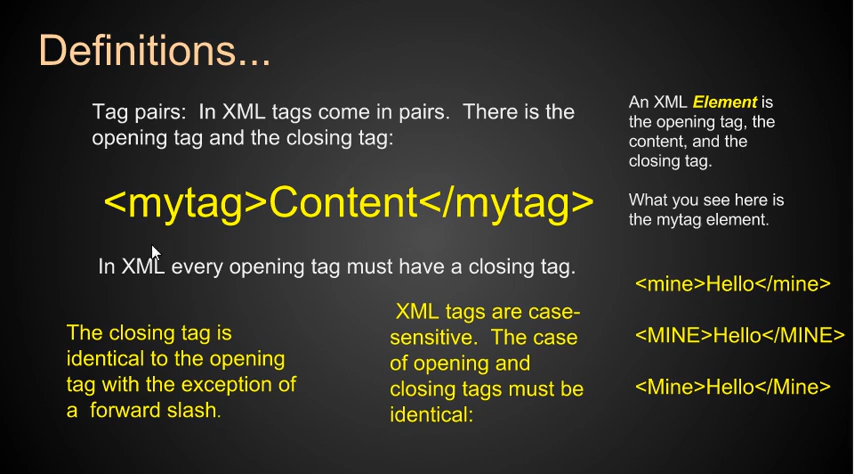 Definitions...
Tag pairs:  In XML tags come in pairs.  There is the
opening tag and the closing tag:
<mytag>Content</mytag>
In XML every opening tag must have a closing tag.
The closing tag is
identical to the opening
tag with the exception of
a  forward slash.
XML tags are case-
sensitive.  The case
of opening and
closing tags must be
identical:
An XML Element is
the opening tag, the
content, and the
closing tag.
What you see here is
the mytag element.
<mine>Hello</mine>
<MINE>Hello</MINE>
<Mine>Hello</Mine>